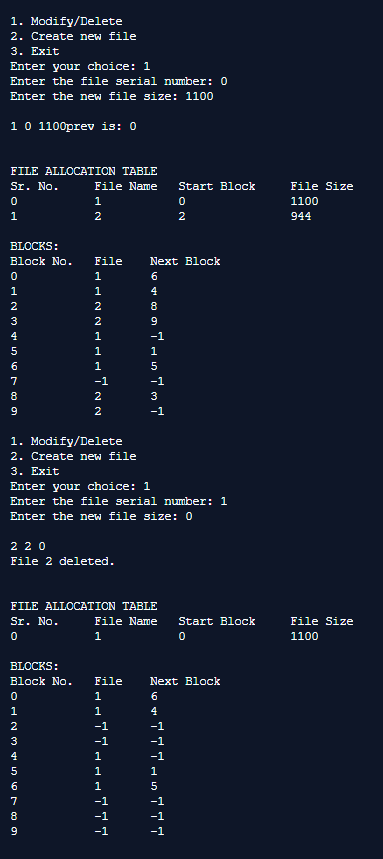 1. Modify/Delete
2. Create new file
3. Exit
Enter your choice: 1
Enter the file serial number: 0
Enter the new file size: 1100
1 0 1100prev is: 0
FILE ALLOCATION TABLE
Sr. No. File Name Start Block File Size
0 1 0 1100
1 2 2 944
BLOCKS:
Block No. File Next Block
0 1 6
1 1 4
2 2 8
3 2 9
4 1 -1
5 1 1
6 1 5
7 -1 -1
8 2 3
9 2 -1
1. Modify/Delete
2. Create new file
3. Exit
Enter your choice: 1
Enter the file serial number: 1
Enter the new file size: 0
2 2 0
File 2 deleted.
FILE ALLOCATION TABLE
Sr. No. File Name Start Block File Size
0 1 0 1100
BLOCKS:
Block No. File Next Block
0 1 6
1 1 4
2 -1 -1
3 -1 -1
4 1 -1
5 1 1
6 1 5
7 -1 -1
8 -1 -1
9 -1 -1